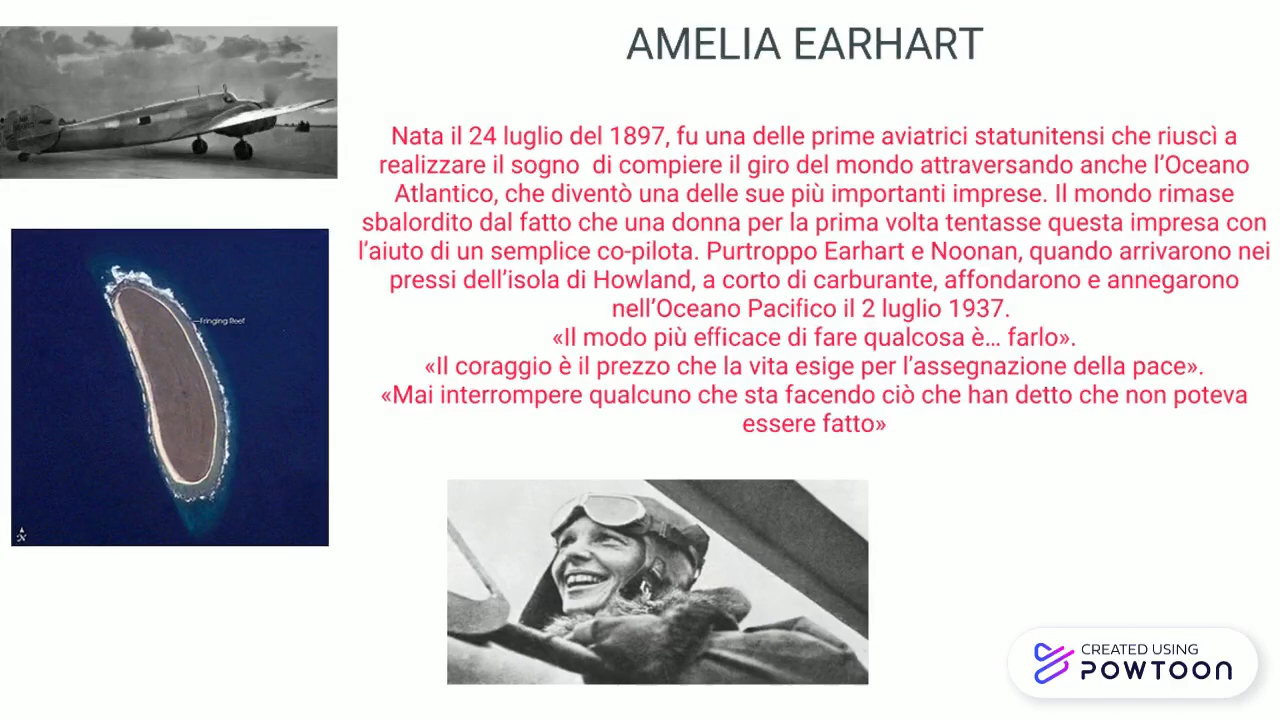 AMELIA EARHART
Nata il 24 luglio del 1897, fu una delle prime aviatrici statunitensi che riuscì a
realizzare il sogno  di compiere il giro del mondo attraversando anche l’Oceano
Atlantico, che diventò una delle sue più importanti imprese. Il mondo rimase
sbalordito dal fatto che una donna per la prima volta tentasse questa impresa con
l’aiuto di un semplice co-pilota. Purtroppo Earhart e Noonan, quando arrivarono nei
pressi dell’isola di Howland, a corto di carburante, affondarono e annegarono
nell’Oceano Pacifico il 2 luglio 1937.
«Il modo più efficace di fare qualcosa è… farlo».
«Il coraggio è il prezzo che la vita esige per l’assegnazione della pace».
«Mai interrompere qualcuno che sta facendo ciò che han detto che non poteva
essere fatto»
Fringing Reef
N
CREATED USING
POWTOON